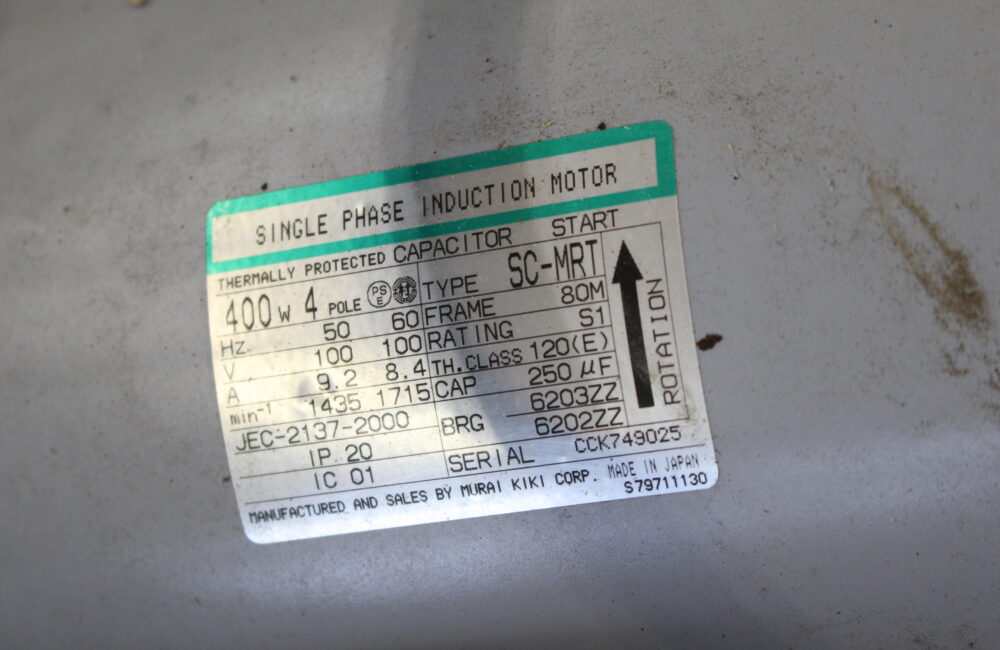 SINGLE PHASE INDUCTION MOTOR
THERMALLY PROTECTED CAPACITOR START
400W 4 POLE PS E TYPE SC-MRT
Hz 50 60 FRAME 80M
V 100 100 RATING S1
A 9.2 8.4 TH.CLASS 120(E)
min-1 1435 1715 CAP 250 μF
JEC-2137-2000 BRG 6203ZZ
IP 20 6202ZZ
IC 01 SERIAL CCK749025
ROTATION
MANUFACTURED AND SALES BY MURAI KIKI CORP. MADE IN JAPAN
S79711130